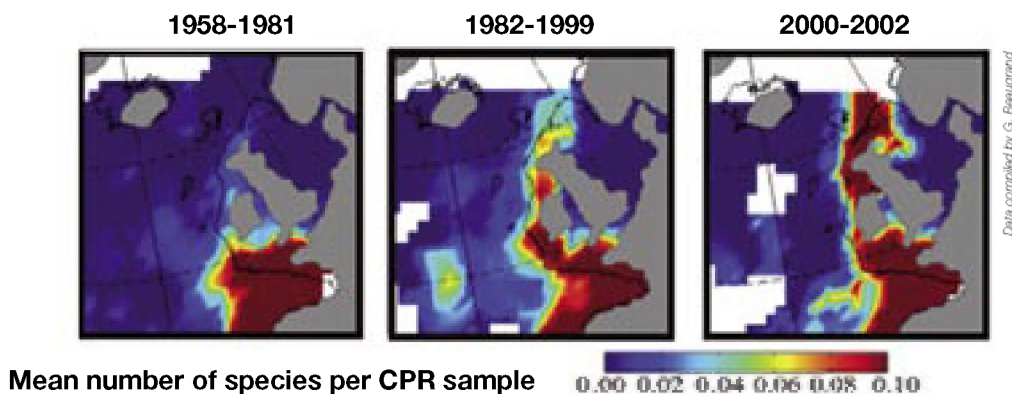 1958-1981 1982-1999 2000-2002
Data compiled by G. Beaugrand
Mean number of species per CPR sample
0.00 0.02 0.04 0.06 0.08 0.10